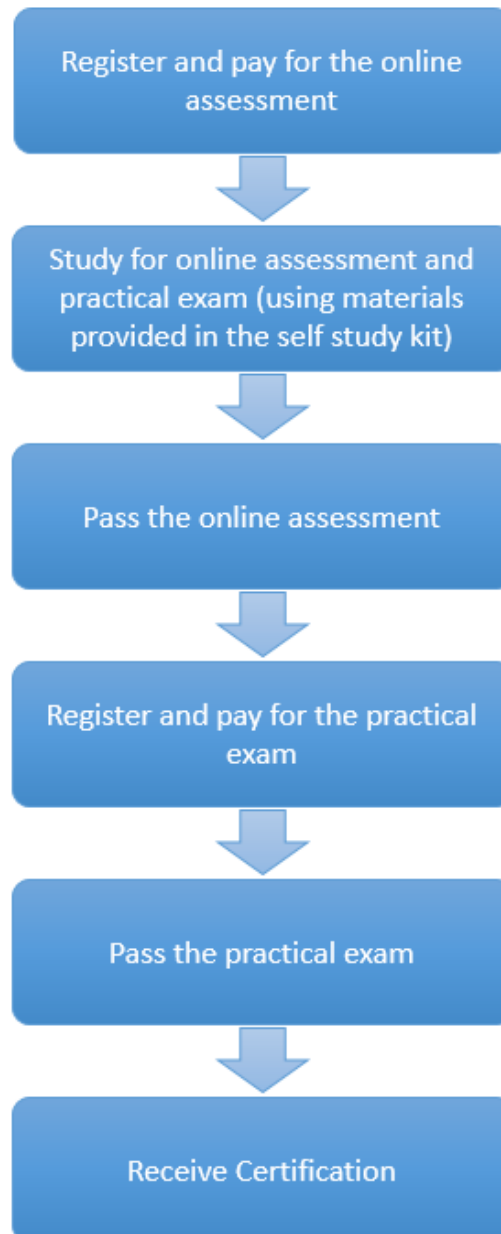 Register and pay for the online
assessment
Study for online assessment and
practical exam (using materials
provided in the self study kit)
Pass the online assessment
Register and pay for the practical
exam
Pass the practical exam
Receive Certification